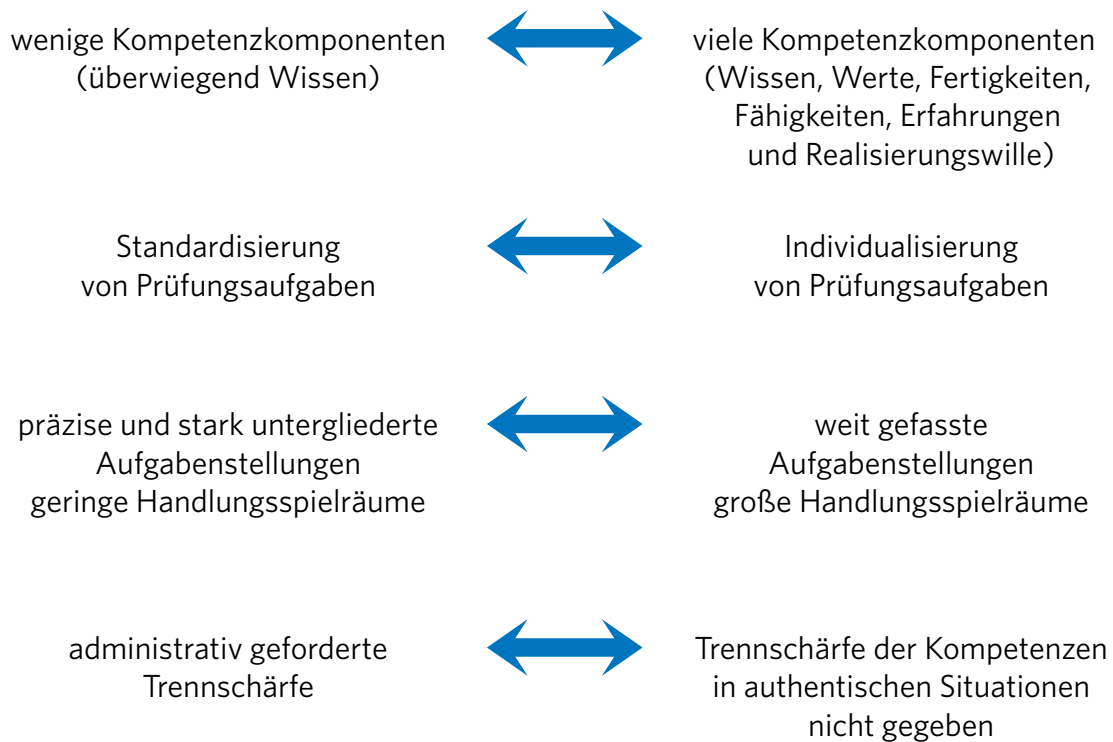 wenige Kompetenzkomponenten
(überwiegend Wissen)
viele Kompetenzkomponenten
(Wissen, Werte, Fertigkeiten,
Fähigkeiten, Erfahrungen
und Realisierungswille)
Standardisierung
von Prüfungsaufgaben
Individualisierung
von Prüfungsaufgaben
präzise und stark untergliederte
Aufgabenstellungen
geringe Handlungsspielräume
weit gefasste
Aufgabenstellungen
große Handlungsspielräume
administrativ geforderte
Trennschärfe
Trennschärfe der Kompetenzen
in authentischen Situationen
nicht gegeben